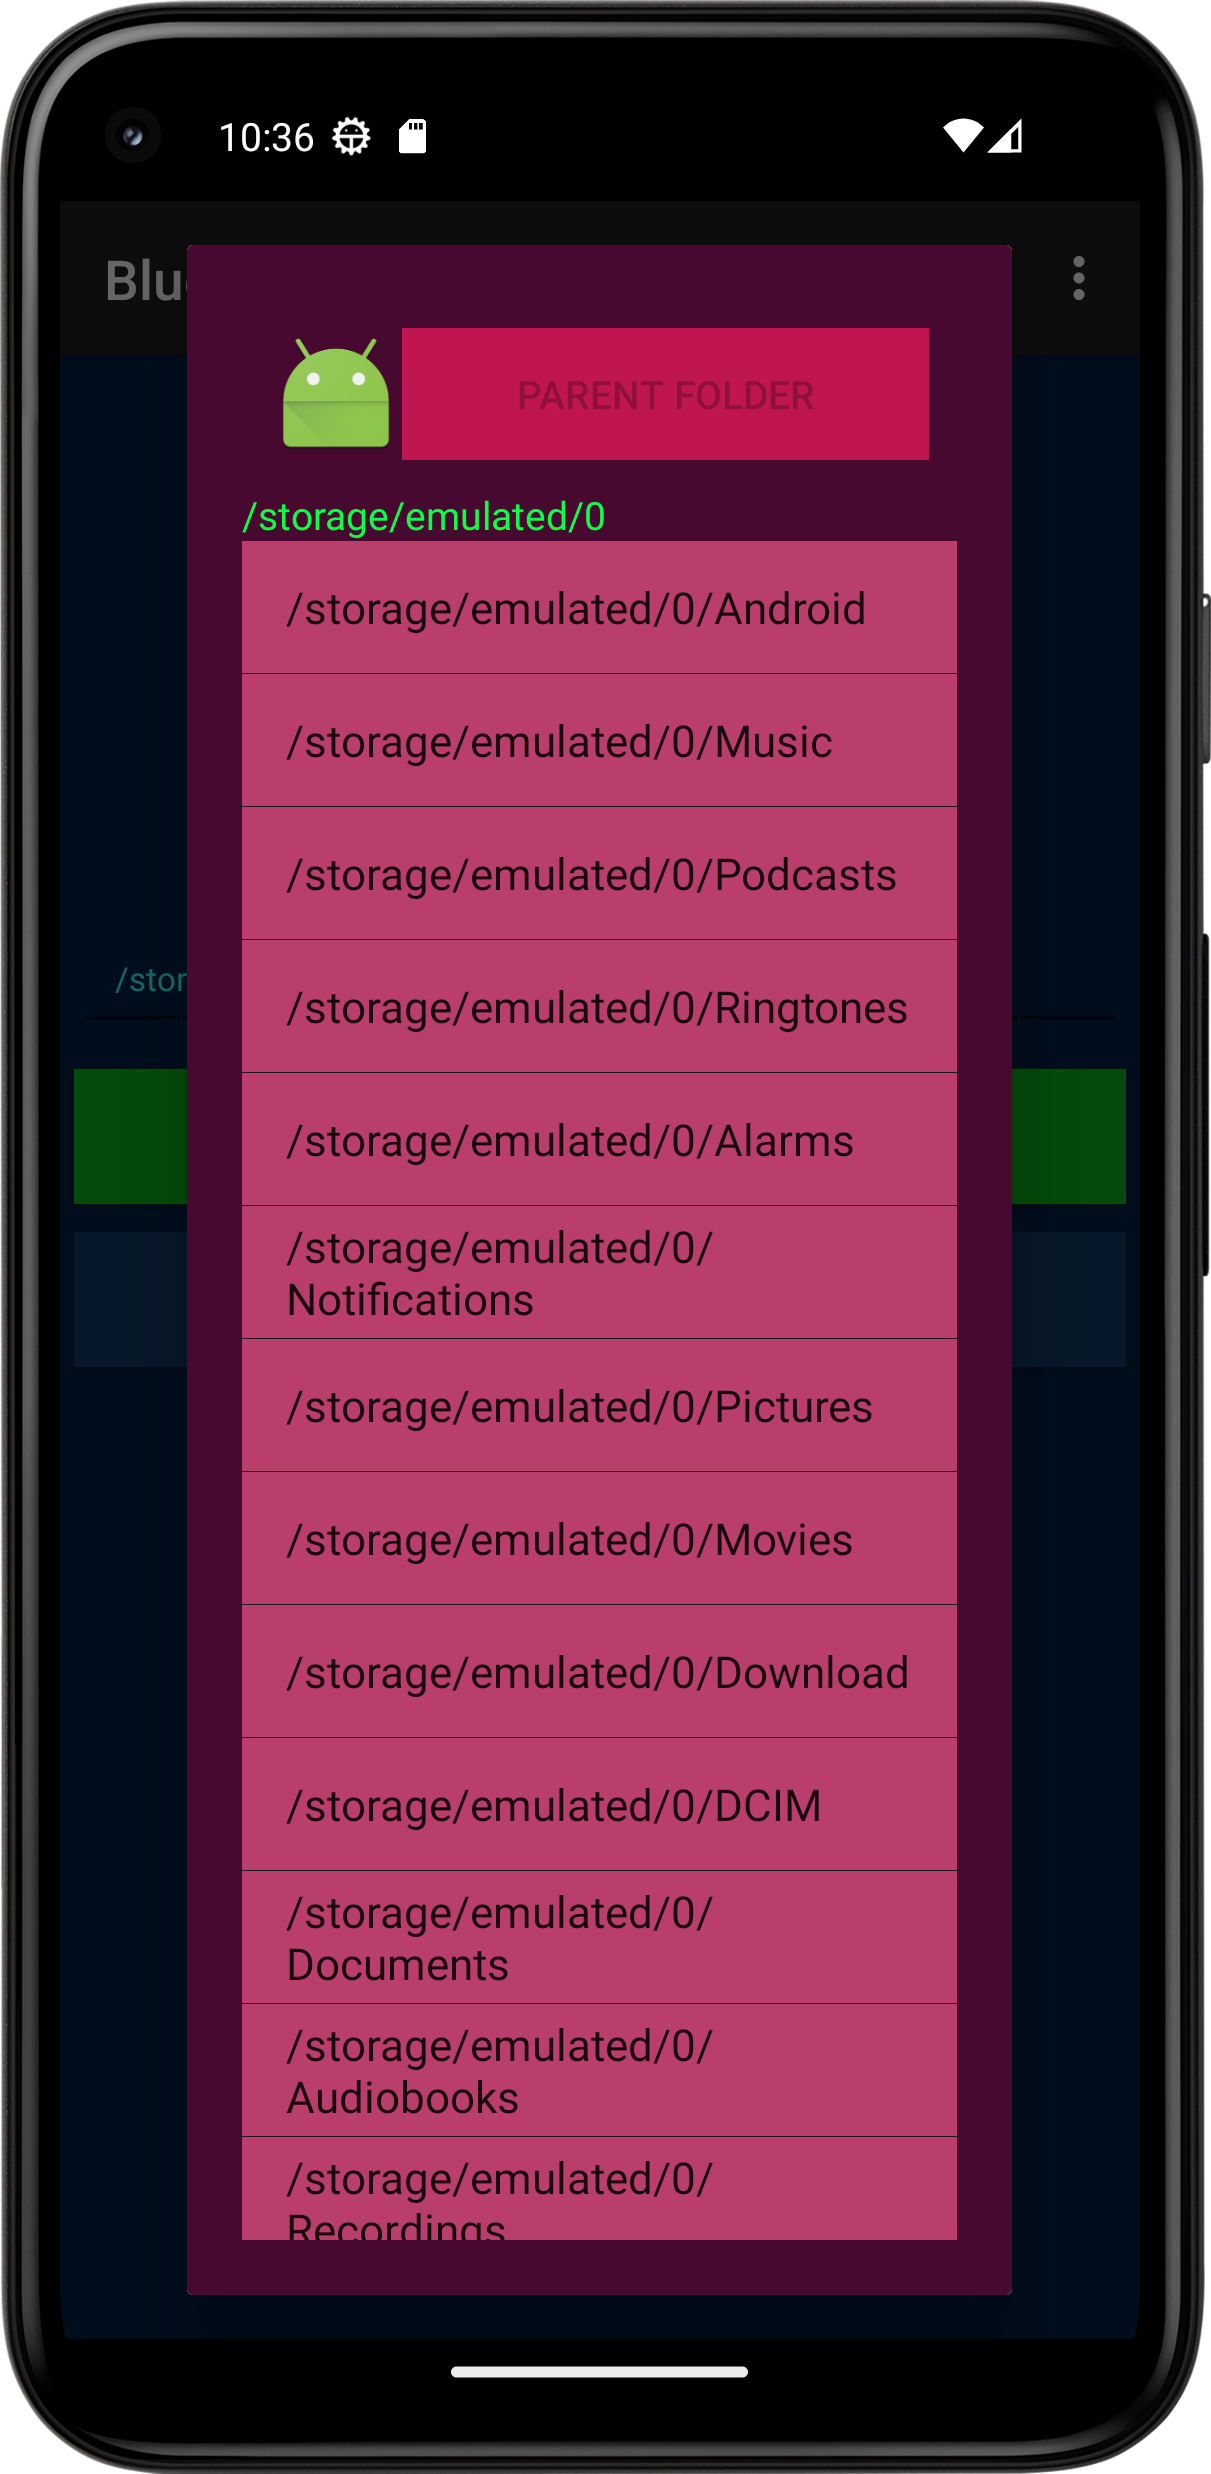 10:36
Blu
PARENT FOLDER
/storage/emulated/0
/storage/emulated/0/Android
/storage/emulated/0/Music
/storage/emulated/0/Podcasts
/stor
/storage/emulated/0/Ringtones
/storage/emulated/0/Alarms
/storage/emulated/0/
Notifications
/storage/emulated/0/Pictures
/storage/emulated/0/Movies
/storage/emulated/0/Download
/storage/emulated/0/DCIM
/storage/emulated/0/
Documents
/storage/emulated/0/
Audiobooks
/storage/emulated/0/
Recordings